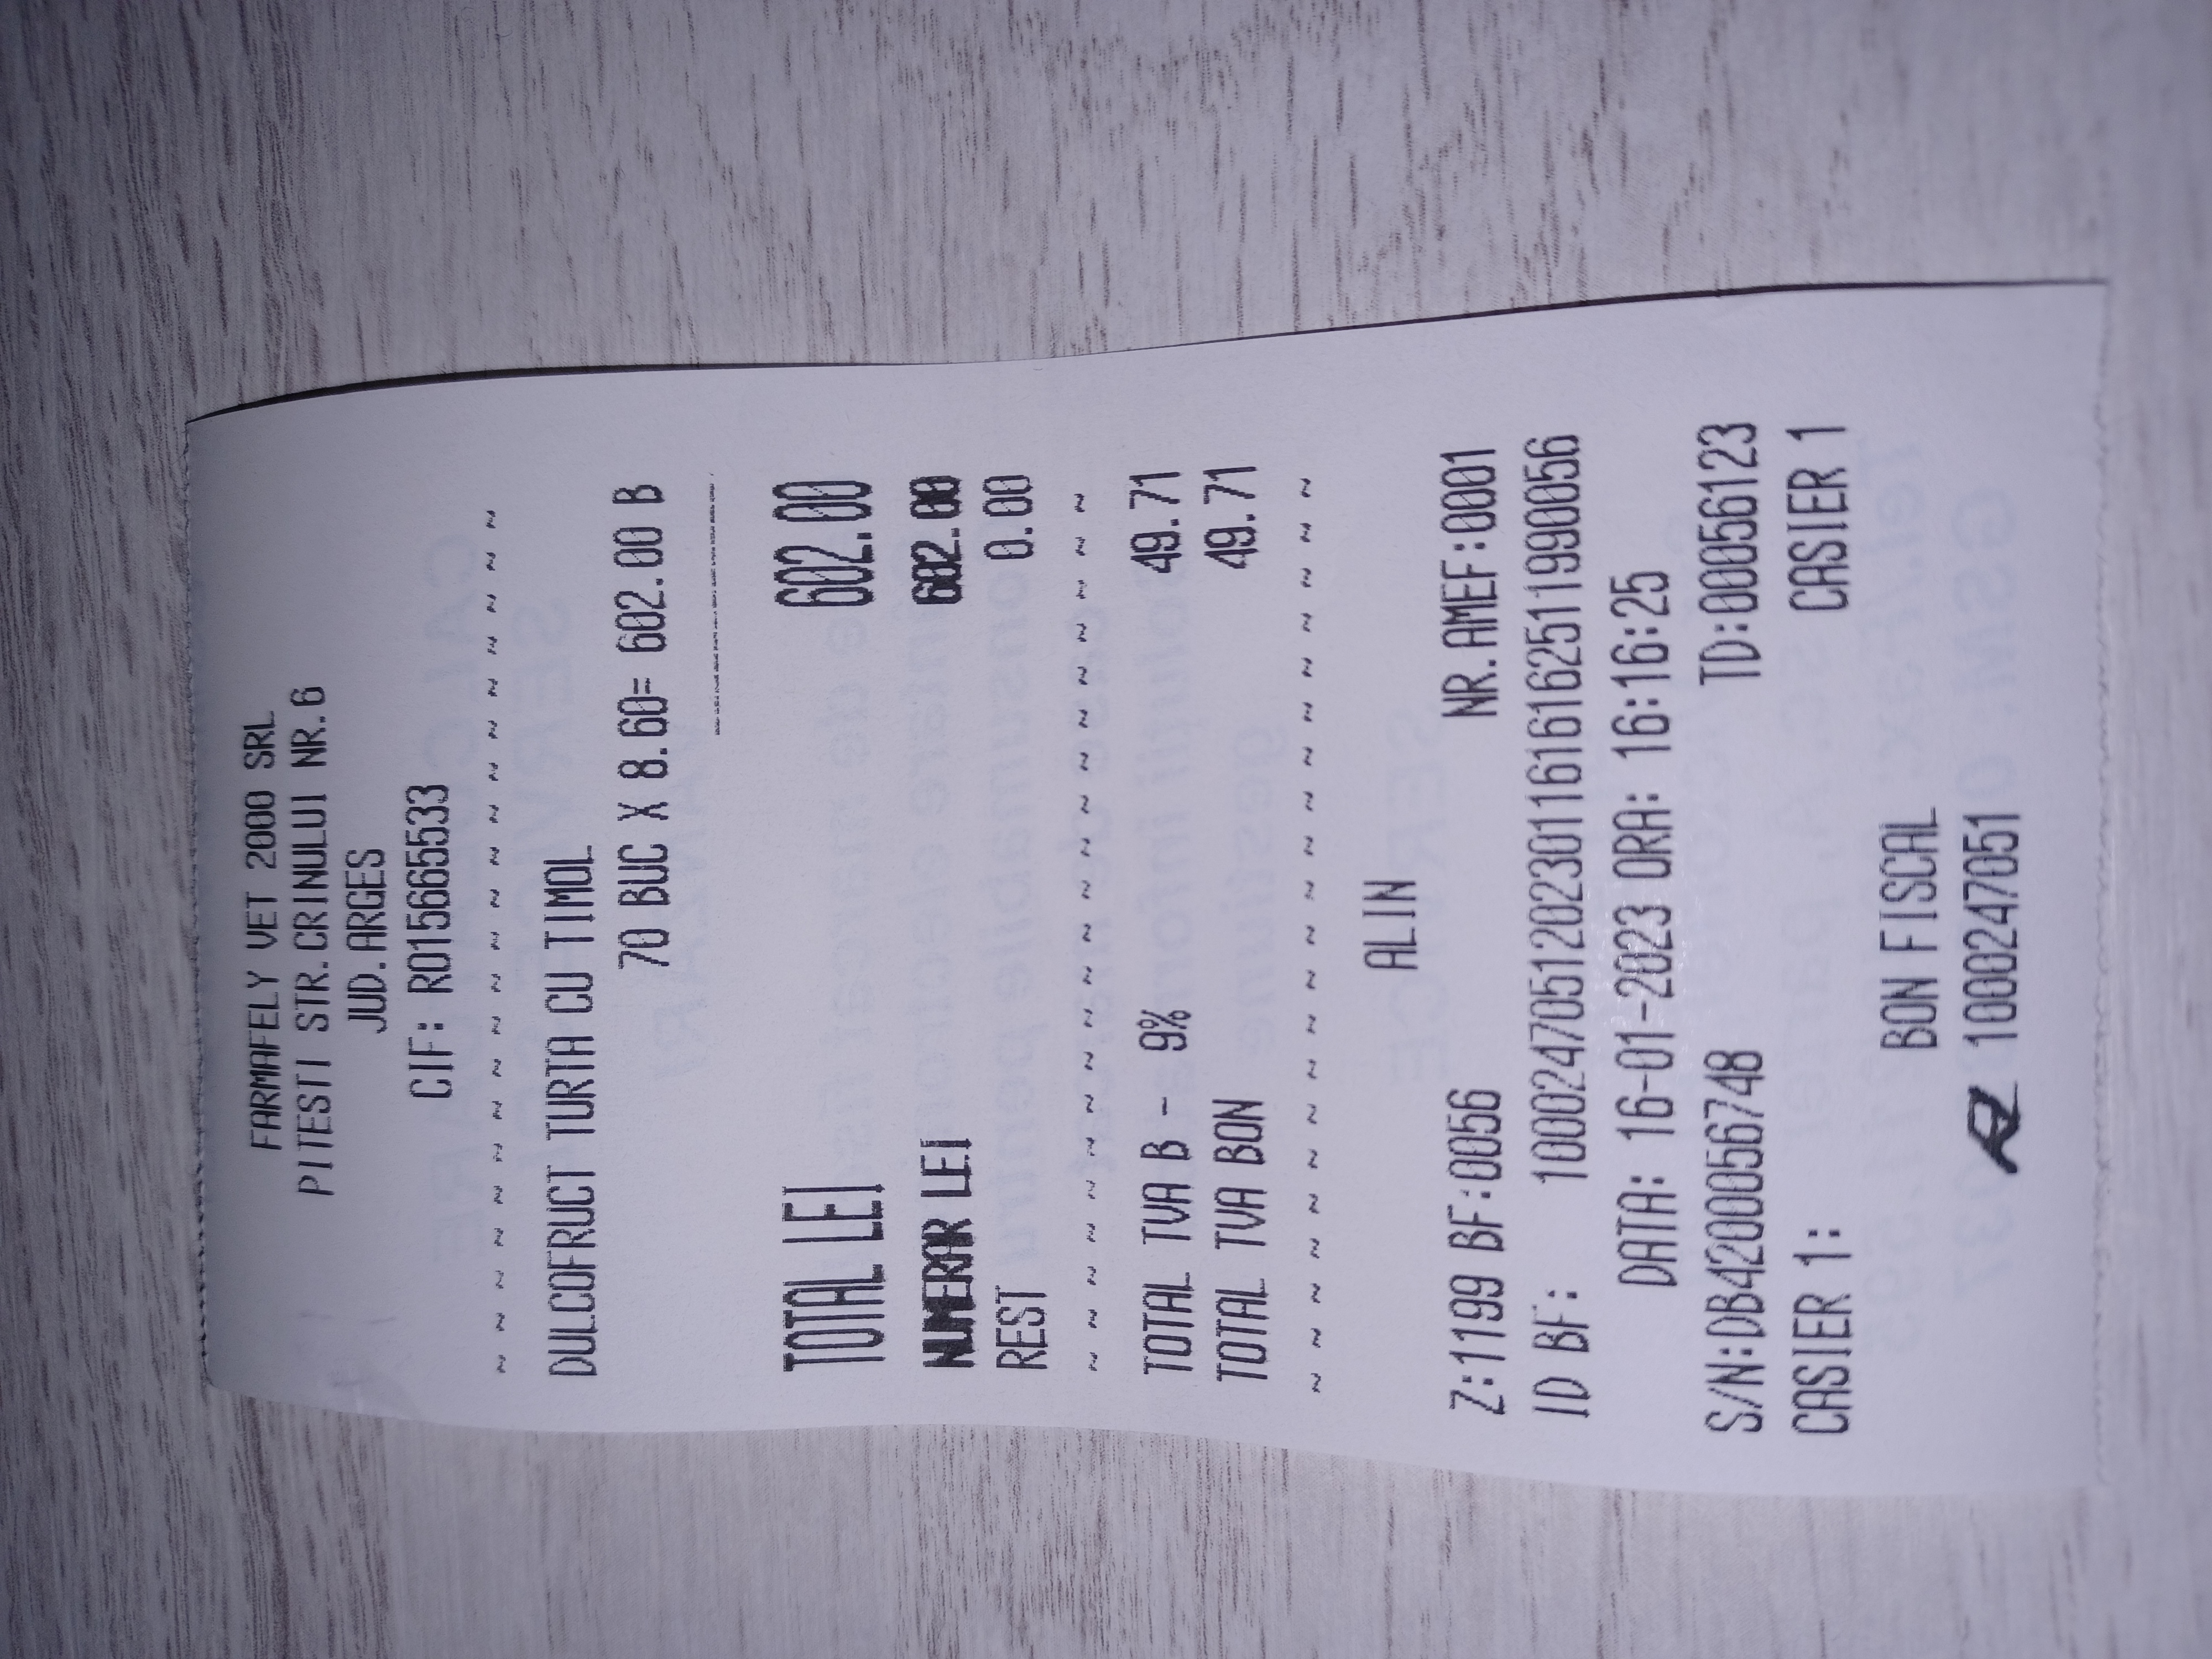 FARMAFELY VET 2000 SRL
PITESTI STR.CRINULUI NR.6
JUD.ARGES
CIF: RO15665533
~ ~ ~ ~ ~ ~ ~ ~ ~ ~ ~ ~ ~ ~ ~ ~ ~ ~ ~ ~ ~
DULCOFRUCT TURTA CU TIMOL
70 BUC X 8.60= 602.00 B
TOTAL LEI 602.00
NUMERAR LEI 602.00
REST 0.00
~ ~ ~ ~ ~ ~ ~ ~ ~ ~ ~ ~ ~ ~ ~ ~ ~ ~ ~ ~ ~
TOTAL TVA B - 9% 49.71
TOTAL TVA BON 49.71
~ ~ ~ ~ ~ ~ ~ ~ ~ ~ ~ ~ ~ ~ ~ ~ ~ ~ ~ ~ ~
ALIN
Z:1199 BF:0056 NR.AMEF:0001
ID BF: 10002470512023011616162511990056
DATA: 16-01-2023 ORA: 16:16:25
S/N:DB4200056748 TD:00056123
CASIER 1: CASIER 1
BON FISCAL
1000247051